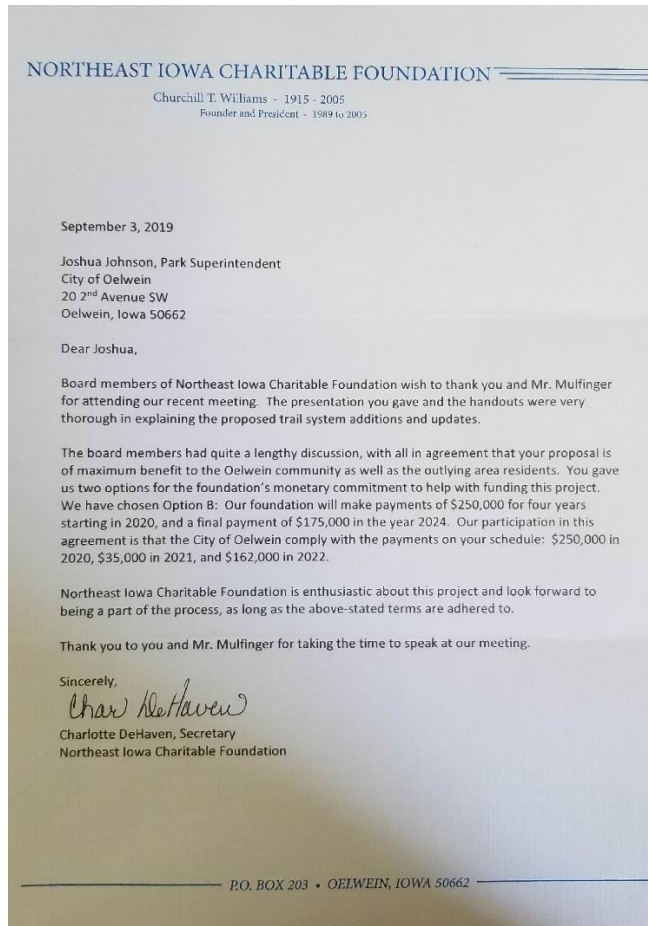 NORTHEAST IOWA CHARITABLE FOUNDATION
Churchill T. Williams - 1915 - 2005
Founder and President - 1989 to 2005
September 3, 2019
Joshua Johnson, Park Superintendent
City of Oelwein
20 2nd Avenue SW
Oelwein, Iowa 50662
Dear Joshua,
Board members of Northeast Iowa Charitable Foundation wish to thank you and Mr. Mulfinger
for attending our recent meeting. The presentation you gave and the handouts were very
thorough in explaining the proposed trail system additions and updates.
The board members had quite a lengthy discussion, with all in agreement that your proposal is
of maximum benefit to the Oelwein community as well as the outlying area residents. You gave
us two options for the foundation's monetary commitment to help with funding this project.
We have chosen Option B: Our foundation will make payments of $250,000 for four years
starting in 2020, and a final payment of $175,000 in the year 2024. Our participation in this
agreement is that the City of Oelwein comply with the payments on your schedule: $250,000 in
2020, $35,000 in 2021, and $162,000 in 2022.
Northeast Iowa Charitable Foundation is enthusiastic about this project and look forward to
being a part of the process, as long as the above-stated terms are adhered to.
Thank you to you and Mr. Mulfinger for taking the time to speak at our meeting.
Sincerely,
Char DeHaven
Charlotte DeHaven, Secretary
Northeast Iowa Charitable Foundation
P.O. BOX 203 • OELWEIN, IOWA 50662